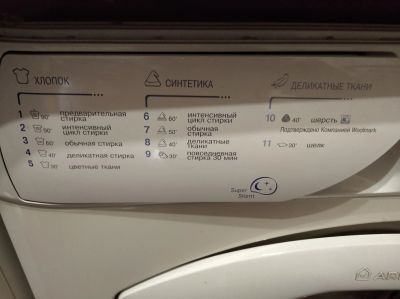 ХЛОПОК
1 90° предварительная
стирка
2 90° интенсивный
цикл стирки
3 60° обычная стирка
4 40° деликатная стирка
5 30° цветные ткани
СИНТЕТИКА
6 60° интенсивный
цикл стирки
7 50° обычная
стирка
8 40° деликатные
ткани
9 30° повседневная
стирка 30 мин
ДЕЛИКАТНЫЕ ТКАНИ
10 40° шерсть
Подтверждено Компанией Woolmark
11 30° шелк
Super
Silent